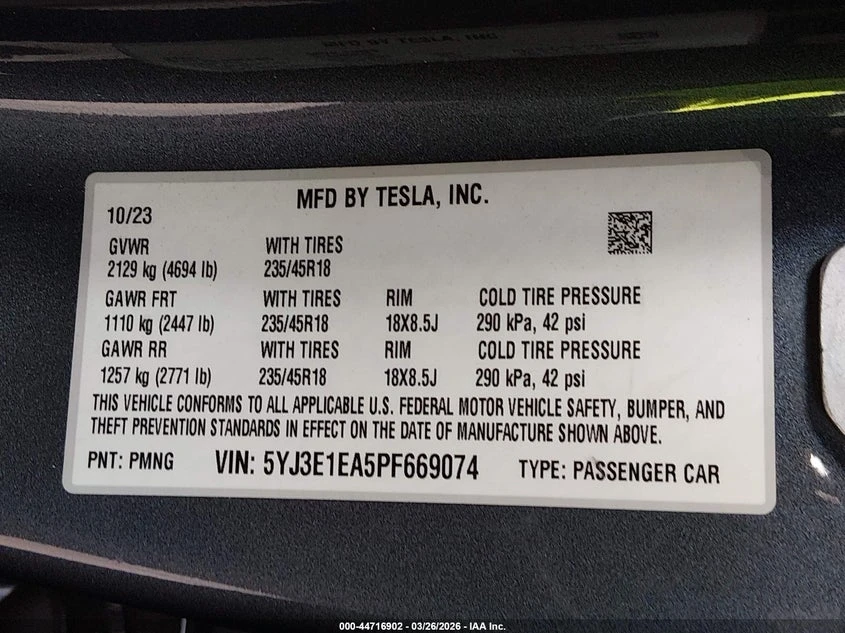 MFD BY TESLA, INC.
MFD BY TESLA, INC.
10/23
GVWR WITH TIRES
2129 kg (4694 lb) 235/45R18
GAWR FRT WITH TIRES RIM COLD TIRE PRESSURE
1110 kg (2447 lb) 235/45R18 18X8.5J 290 kPa, 42 psi
GAWR RR WITH TIRES RIM COLD TIRE PRESSURE
1257 kg (2771 lb) 235/45R18 18X8.5J 290 kPa, 42 psi
THIS VEHICLE CONFORMS TO ALL APPLICABLE U.S. FEDERAL MOTOR VEHICLE SAFETY, BUMPER, AND
THEFT PREVENTION STANDARDS IN EFFECT ON THE DATE OF MANUFACTURE SHOWN ABOVE.
PNT: PMNG VIN: 5YJ3E1EA5PF669074 TYPE: PASSENGER CAR
000-44716902 - 03/26/2026 - IAA Inc.